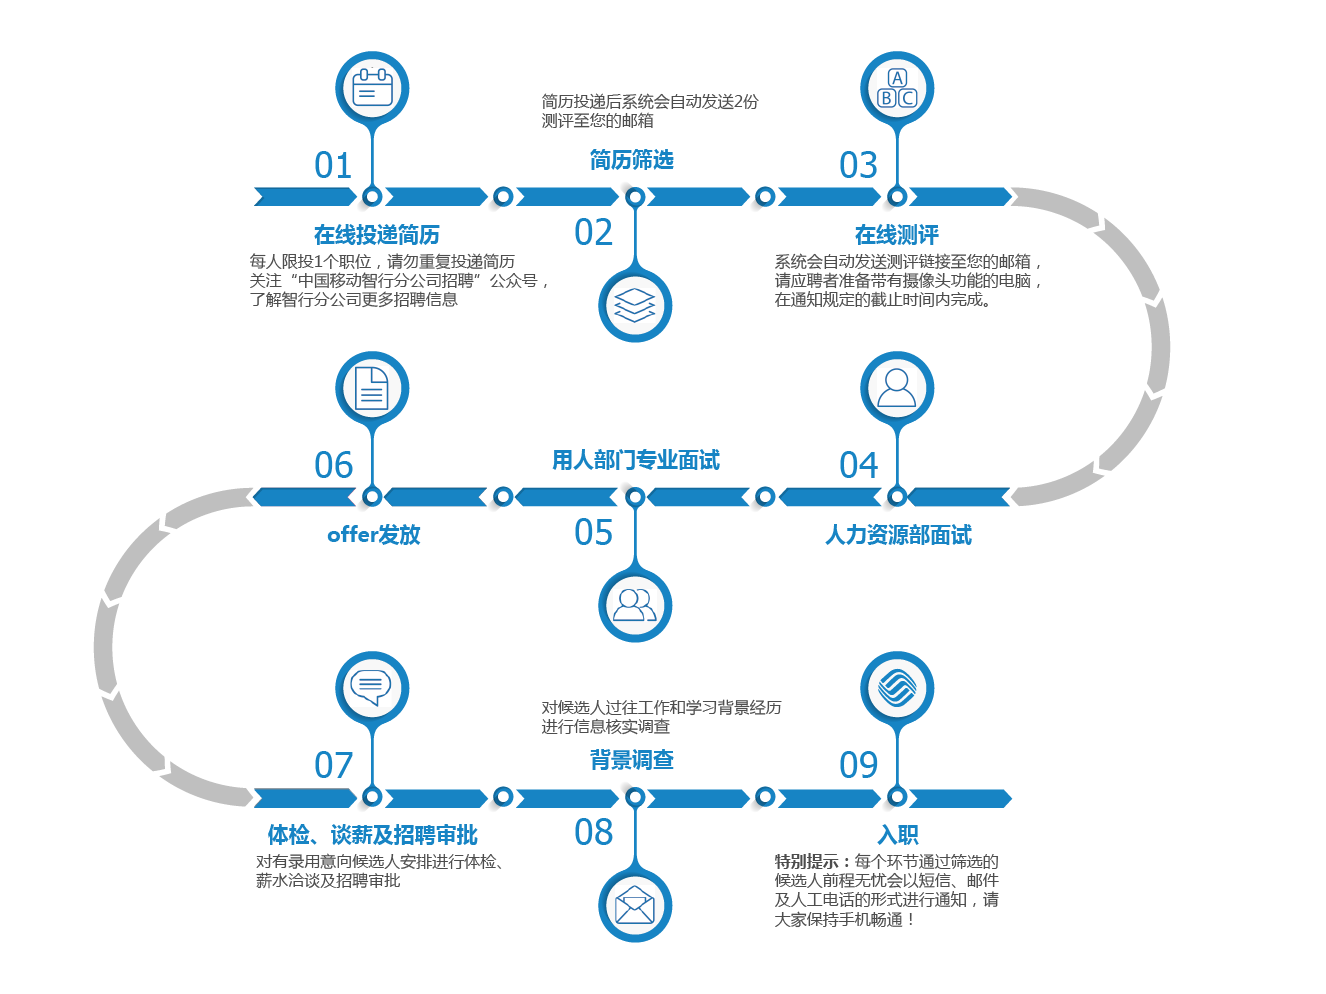 01
在线投递简历
每人限投1个职位，请勿重复投递简历
关注“中国移动智行分公司招聘”公众号，
了解智行分公司更多招聘信息
简历投递后系统会自动发送2份
测评至您的邮箱
简历筛选
02
A
B C
03
在线测评
系统会自动发送测评链接至您的邮箱，
请应聘者准备带有摄像头功能的电脑，
在通知规定的截止时间内完成。
04
人力资源部面试
用人部门专业面试
05
06
offer发放
07
体检、谈薪及招聘审批
对有录用意向候选人安排进行体检、
薪水洽谈及招聘审批
对候选人过往工作和学习背景经历
进行信息核实调查
背景调查
08
09
入职
特别提示：每个环节通过筛选的
候选人前程无忧会以短信、邮件
及人工电话的形式进行通知，请
大家保持手机畅通！